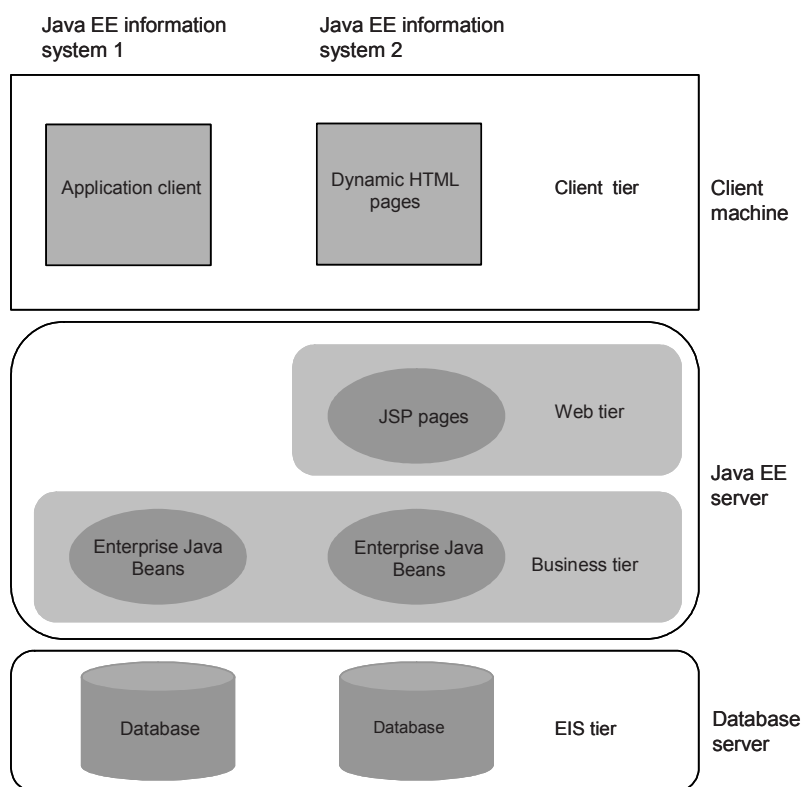 Java EE information
system 1
Java EE information
system 2
Application client
Dynamic HTML
pages
Client tier
Client
machine
JSP pages
Web tier
Java EE
server
Enterprise Java
Beans
Enterprise Java
Beans
Business tier
Database
Database
EIS tier
Database
server